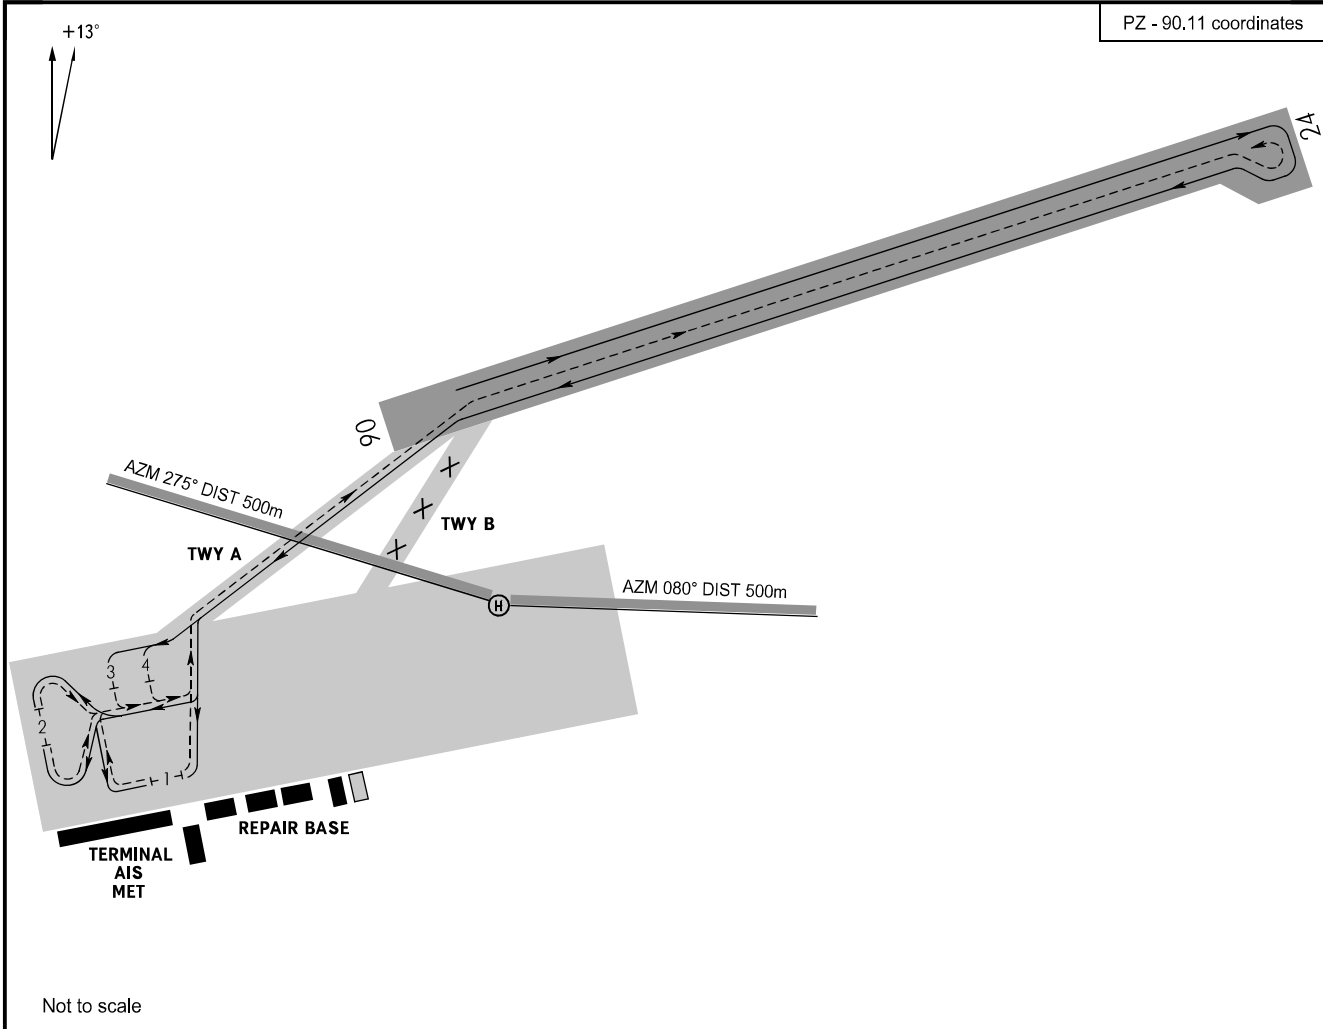 +13°
PZ - 90.11 coordinates
24
06
AZM 275° DIST 500m
TWY B
TWY A
AZM 080° DIST 500m
H
3
4
2
1
REPAIR BASE
TERMINAL
AIS
MET
Not to scale